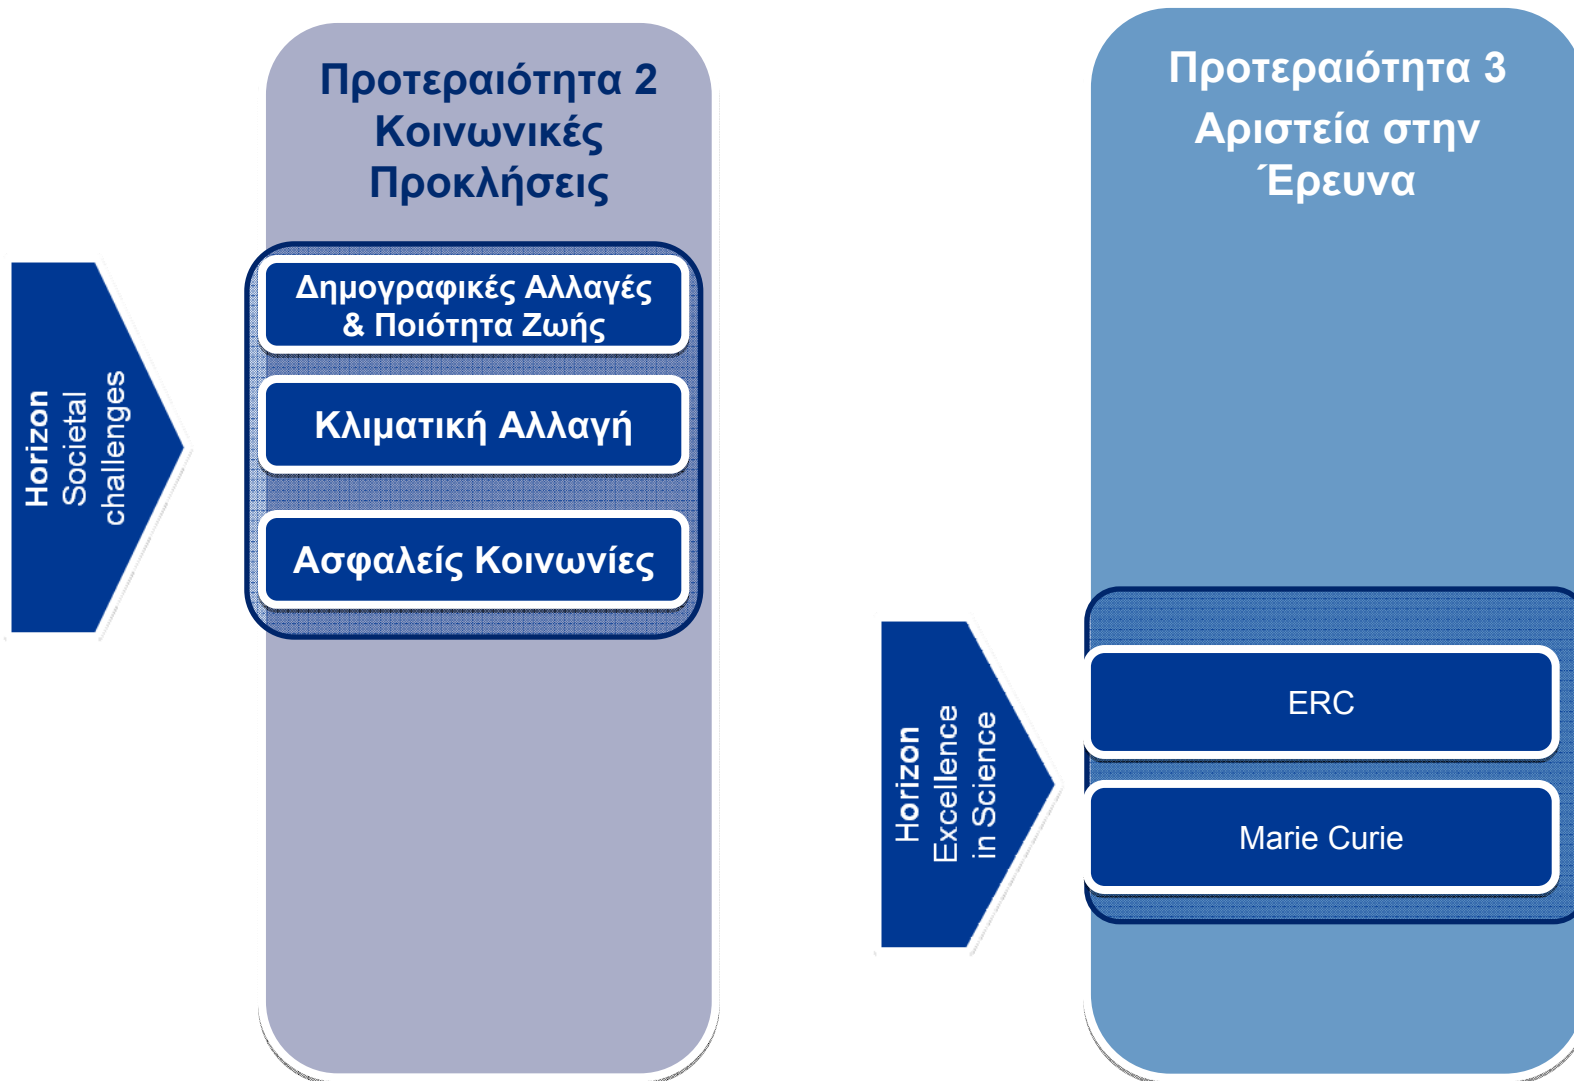 Προτεραιότητα 2
Κοινωνικές
Προκλήσεις
Horizon
Societal
challenges
Δημογραφικές Αλλαγές
& Ποιότητα Ζωής
Κλιματική Αλλαγή
Ασφαλείς Κοινωνίες
Προτεραιότητα 3
Αριστεία στην
Έρευνα
Horizon
Excellence
in Science
ERC
Marie Curie